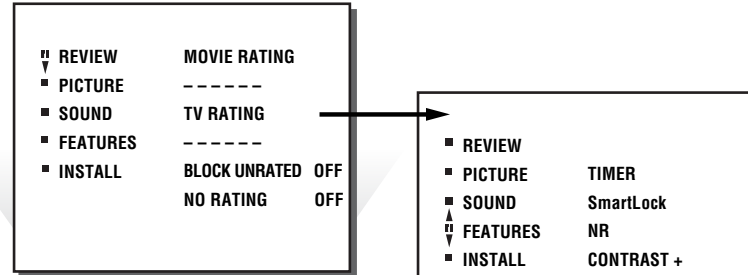 REVIEW MOVIE RATING
PICTURE – – – – – –
SOUND TV RATING
FEATURES – – – – – –
INSTALL BLOCK UNRATED OFF
NO RATING OFF
REVIEW
PICTURE TIMER
SOUND SmartLock
FEATURES NR
INSTALL CONTRAST +